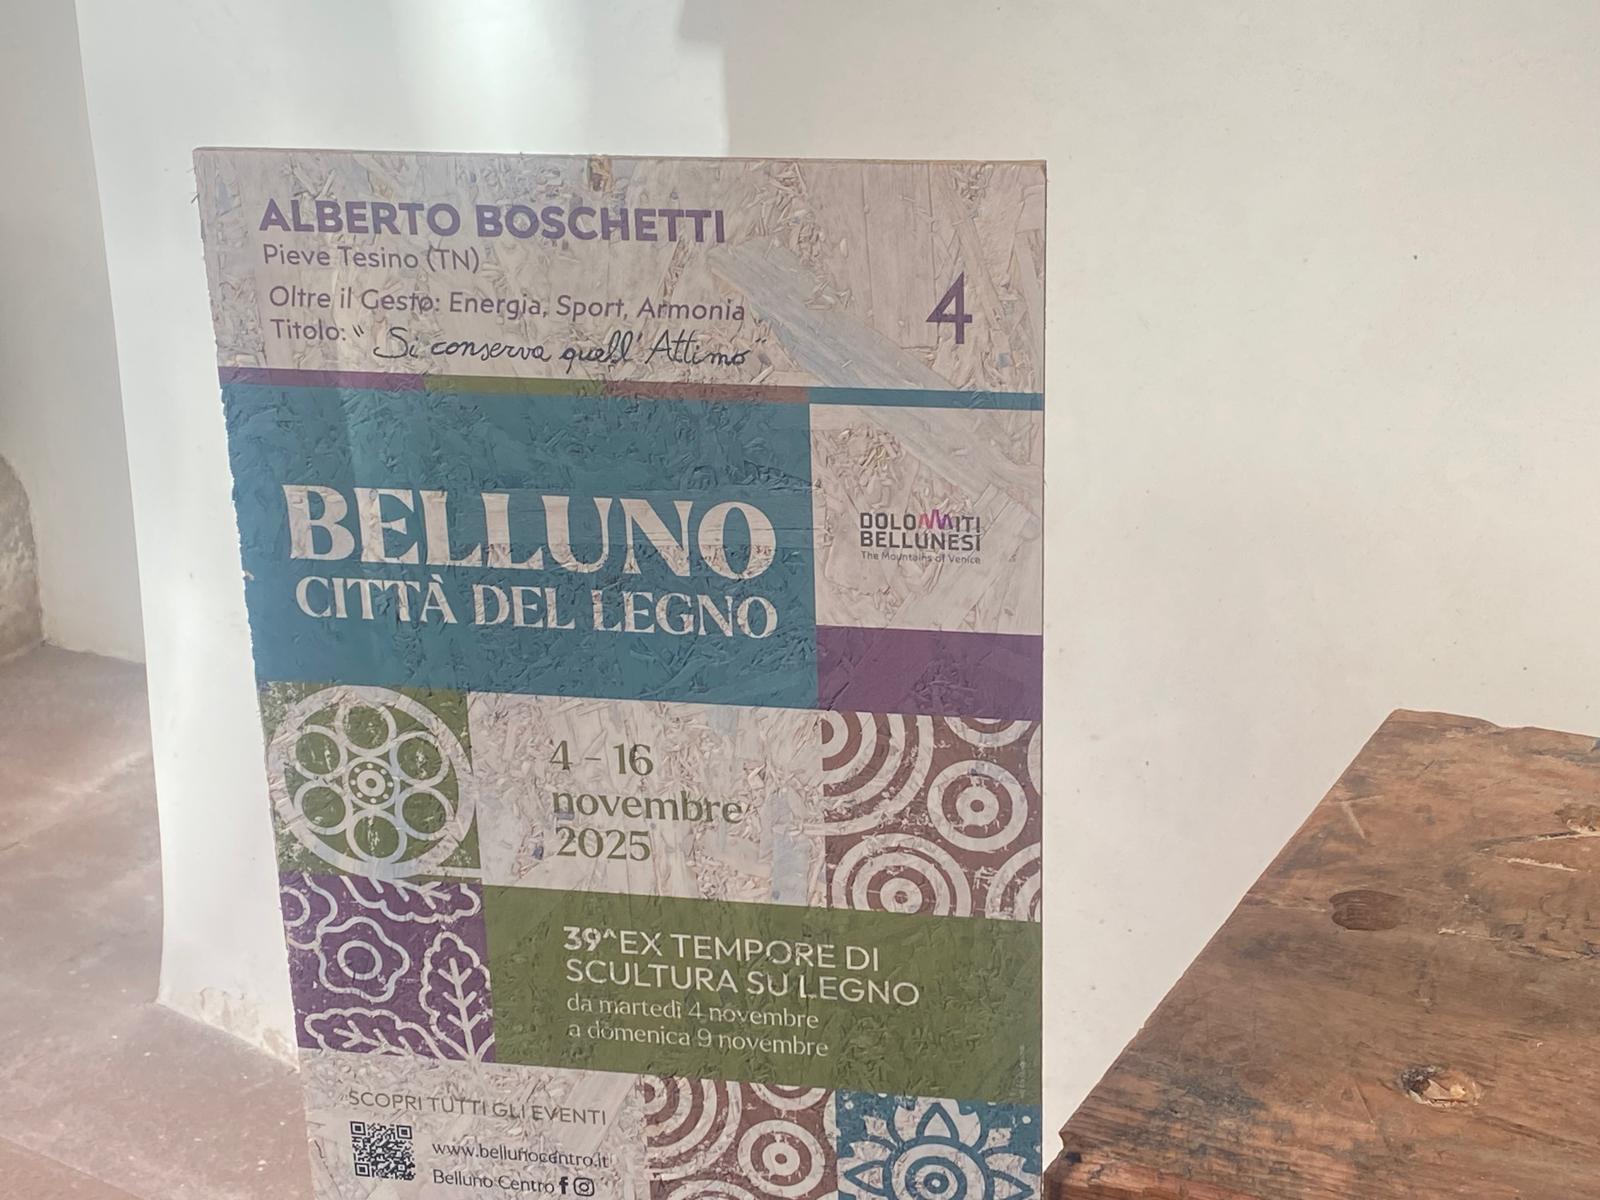 ALBERTO BOSCHETTI
Pieve Tesino (TN)
Oltre il Gesto: Energia, Sport, Armonia
Titolo: " Si conserva quell' Attimo "
4
BELLUNO
CITTÀ DEL LEGNO
DOLOMITI
BELLUNESI
The Mountains of Venice
4 - 16
novembre
2025
39^EX TEMPORE DI
SCULTURA SU LEGNO
da martedì 4 novembre
a domenica 9 novembre
SCOPRI TUTTI GLI EVENTI
www.bellunocentro.it
Belluno Centro